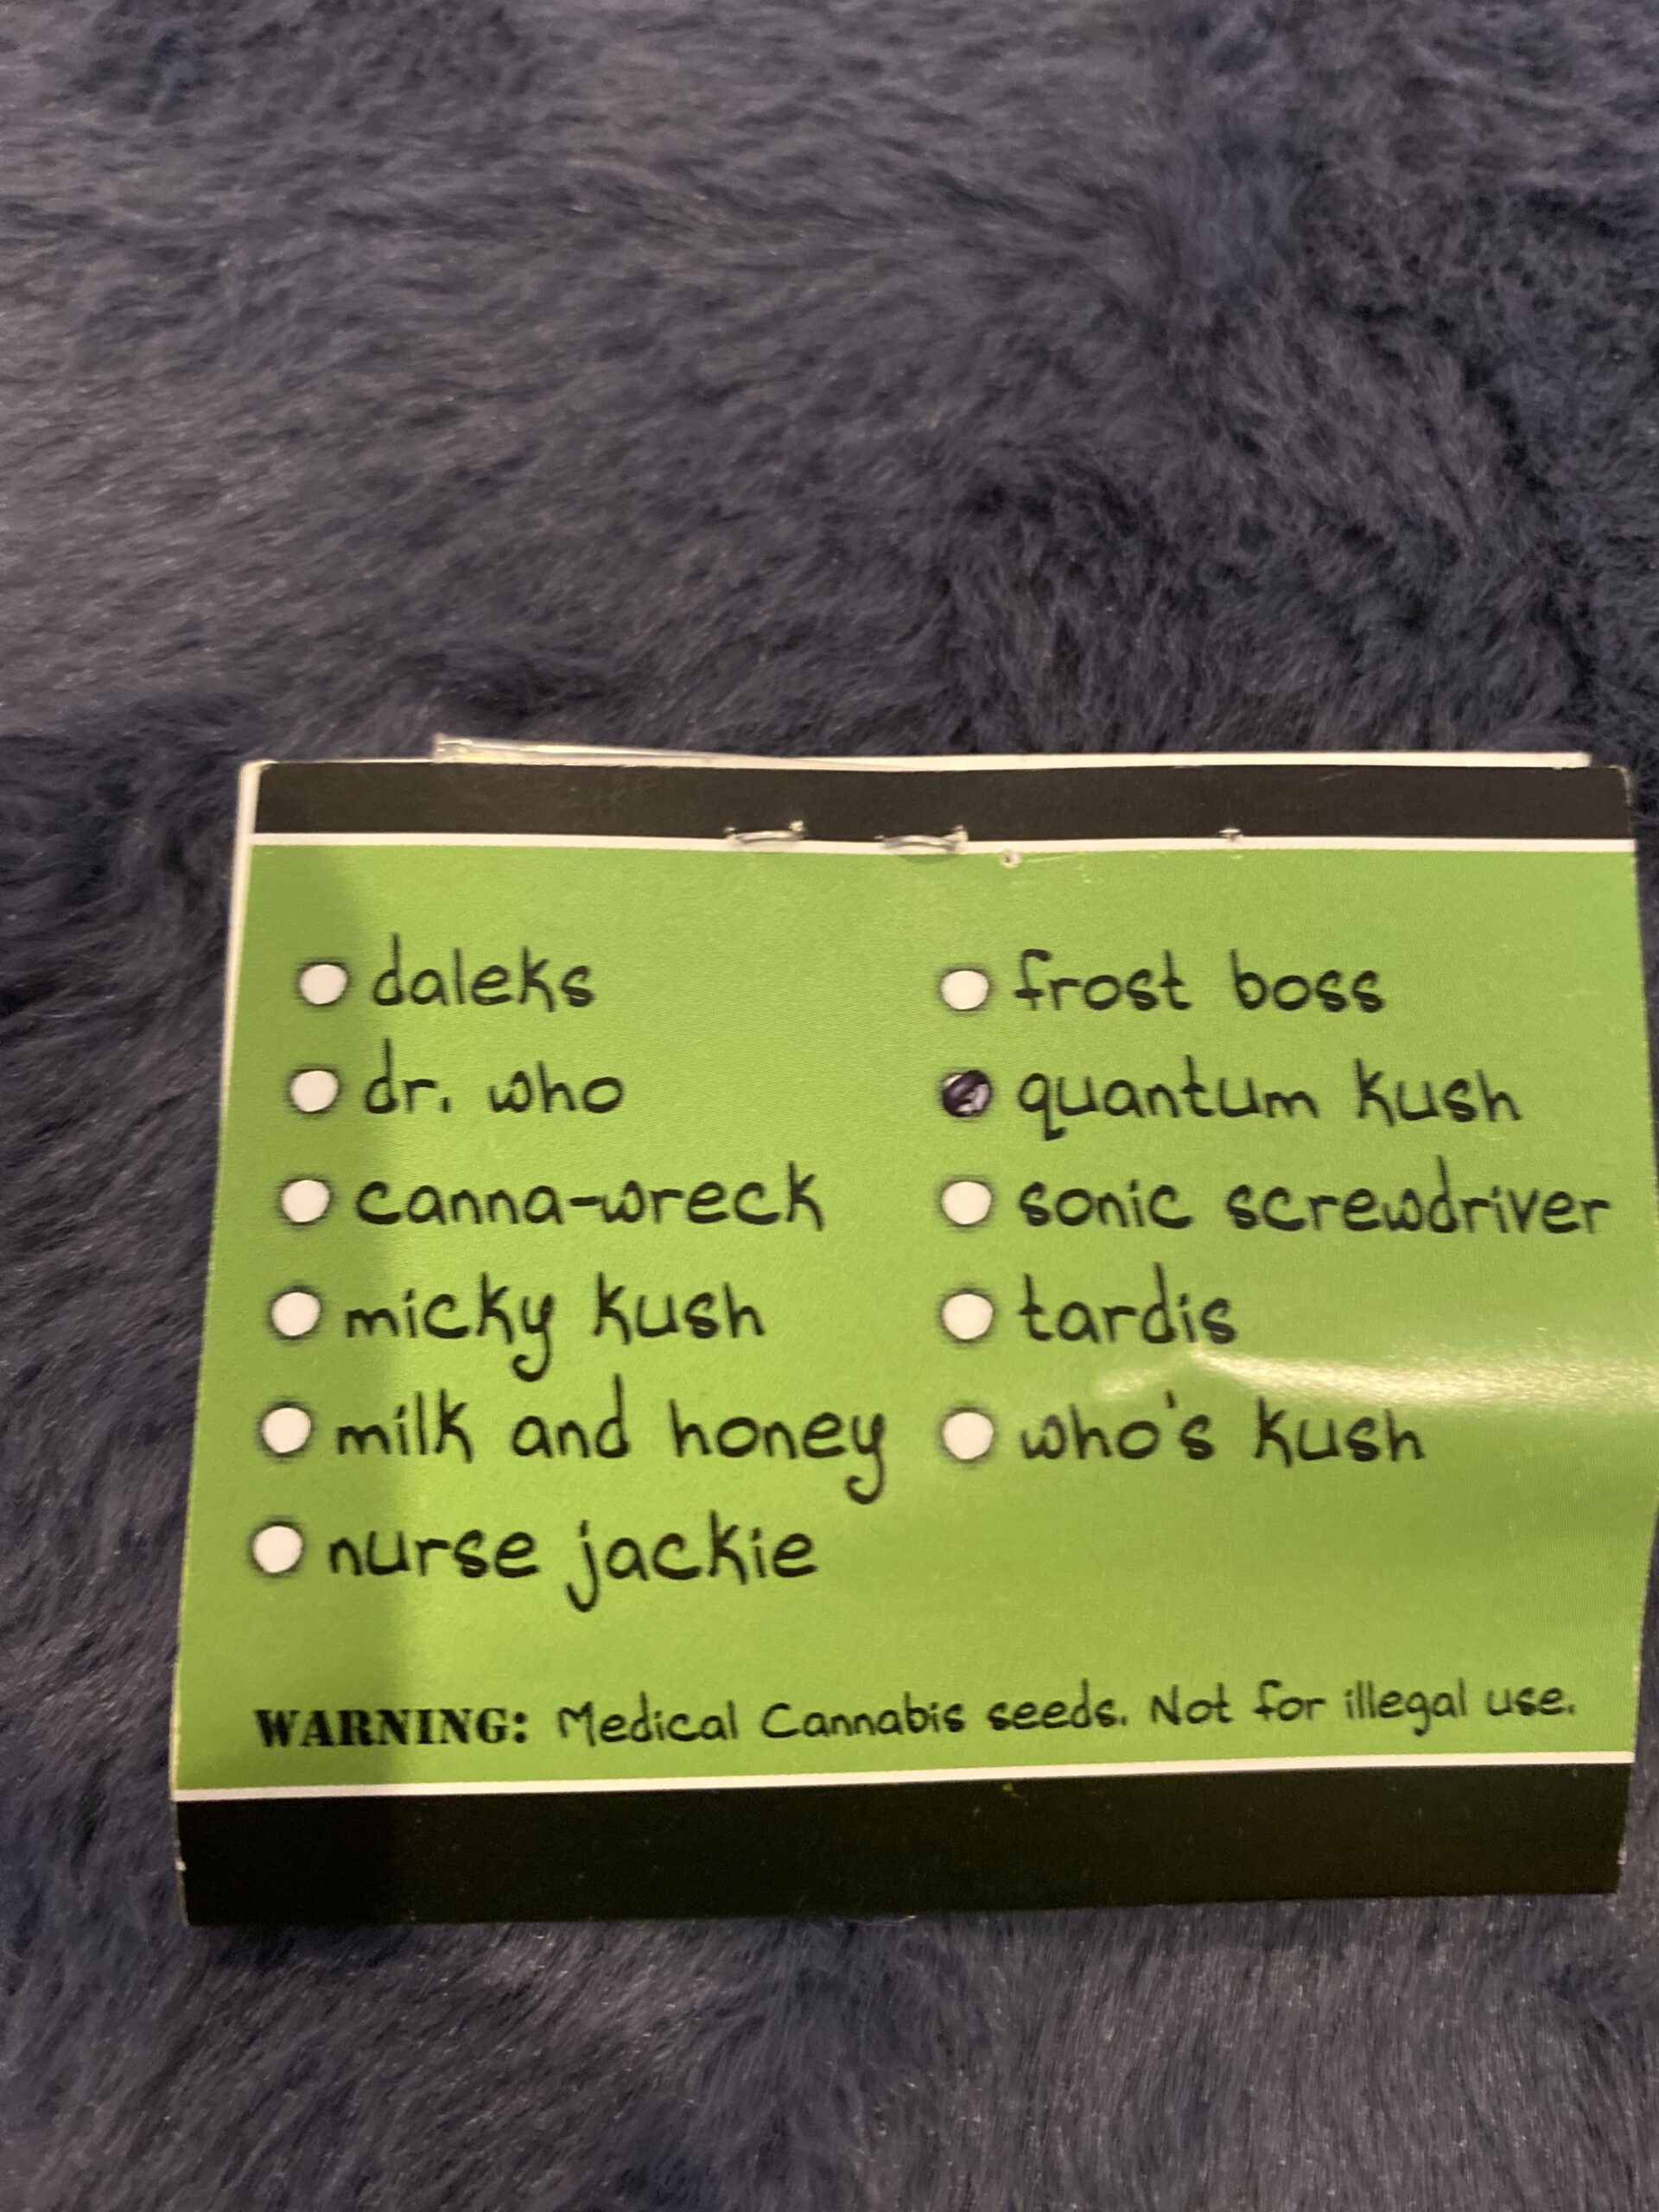 daleks
dr. who
canna-wreck
micky kush
milk and honey
nurse jackie
frost boss
quantum kush
sonic screwdriver
tardis
who's kush
WARNING: Medical Cannabis seeds. Not for illegal use.